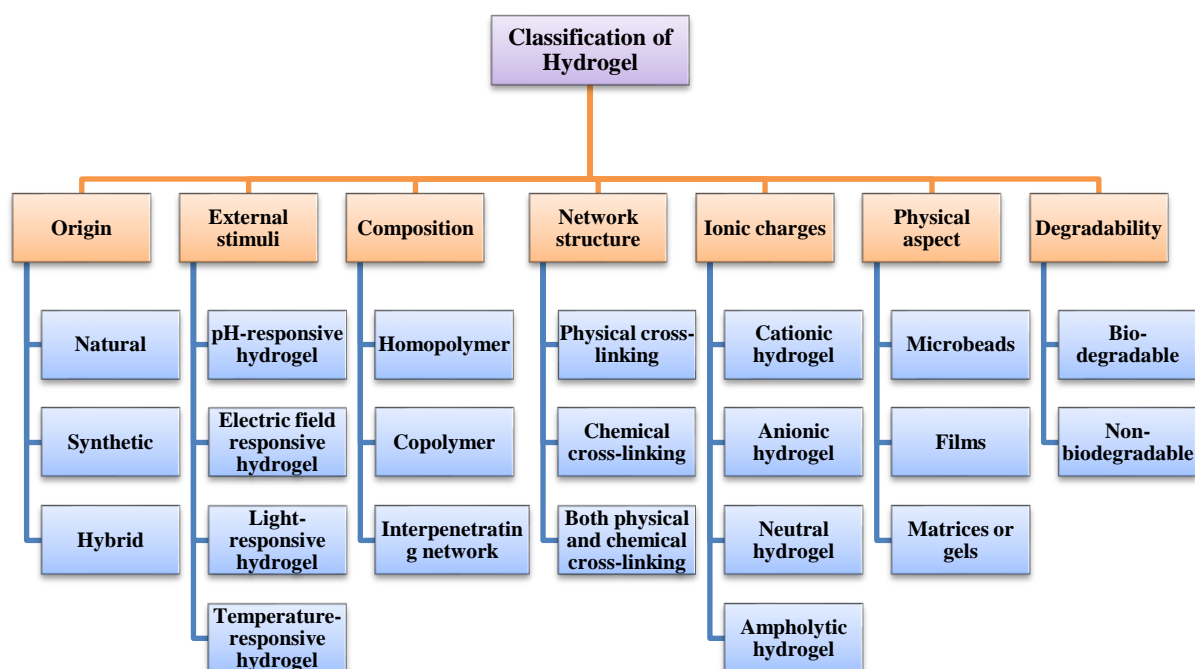 Classification of
Hydrogel
Origin
External
stimuli
Composition
Network
structure
Ionic charges
Physical
aspect
Degradability
Natural
Synthetic
Hybrid
pH-responsive
hydrogel
Electric field
responsive
hydrogel
Light-
responsive
hydrogel
Temperature-
responsive
hydrogel
Homopolymer
Copolymer
Interpenetratin
g network
Physical cross-
linking
Chemical
cross-linking
Both physical
and chemical
cross-linking
Cationic
hydrogel
Anionic
hydrogel
Neutral
hydrogel
Ampholytic
hydrogel
Microbeads
Films
Matrices or
gels
Bio-
degradable
Non-
biodegradable